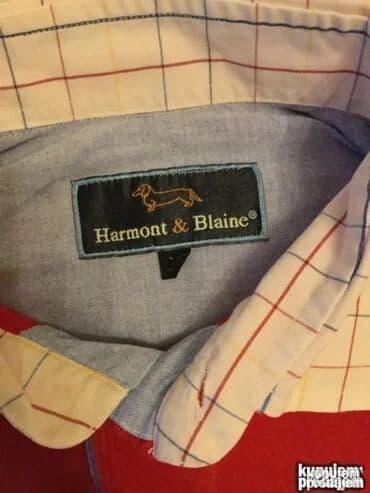 Harmont & Blaine®
kupujem
prodajem